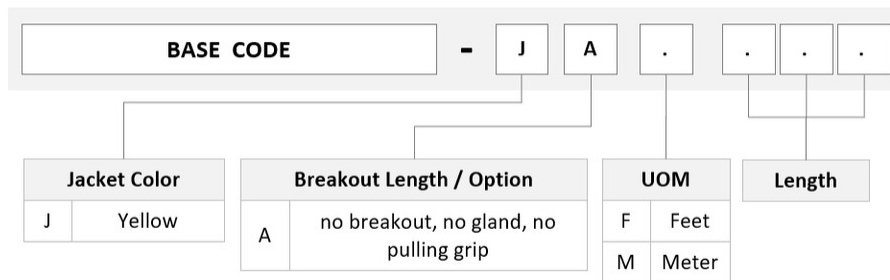 BASE CODE - J A . . . .
Jacket Color
J Yellow
Breakout Length / Option
A no breakout, no gland, no
pulling grip
UOM
F Feet
M Meter
Length